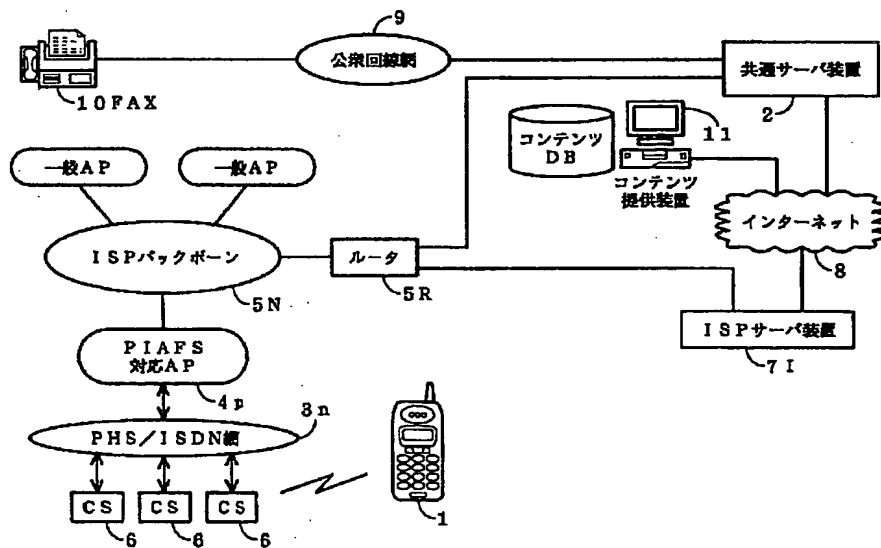 9
公衆回線網
共通サーバ装置
2
10FAX
11
コンテンツ
DB
コンテンツ
提供装置
一般AP
一般AP
インターネット
8
ISPバックボーン
5N
ルータ
5R
ISPサーバ装置
7I
PIAFS
対応AP
4p
3n
PHS/ISDN網
CS
CS
CS
6
6
6
1